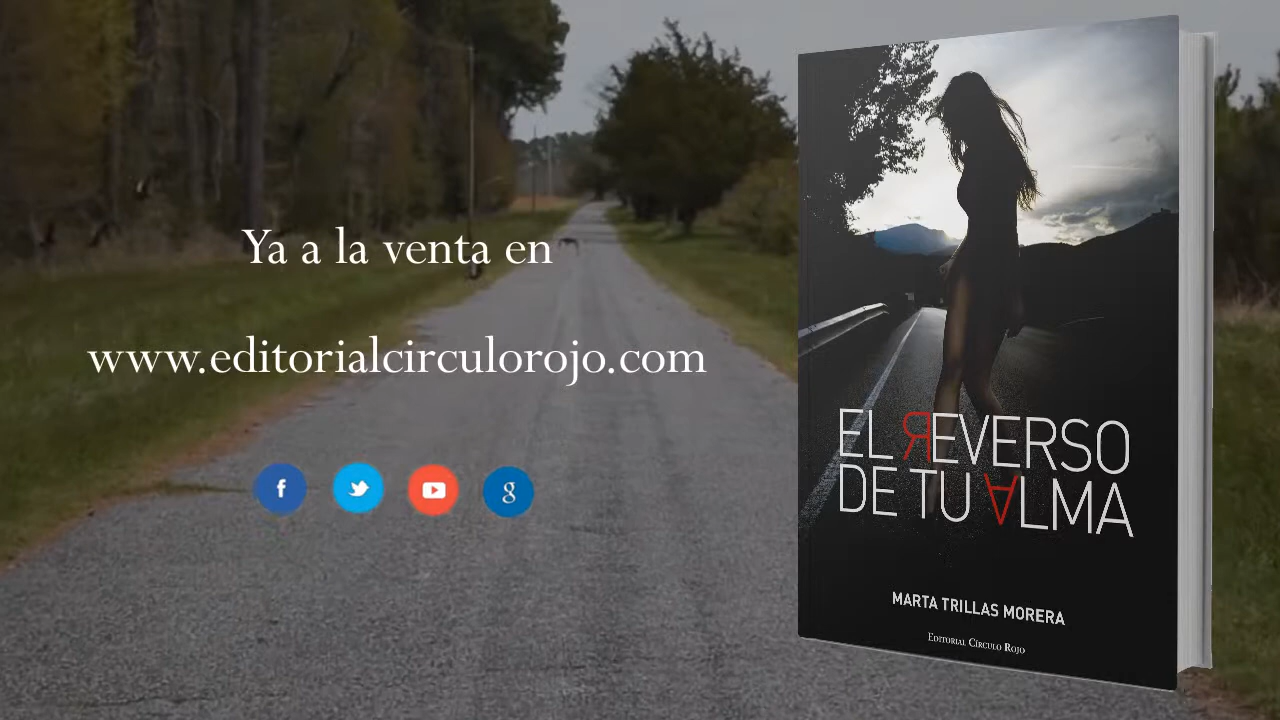 Ya a la venta en
www.editorialcirculorojo.com
f
g
EL REVERSO
DE TU ALMA
MARTA TRILLAS MORERA
EDITORIAL CÍRCULO ROJO